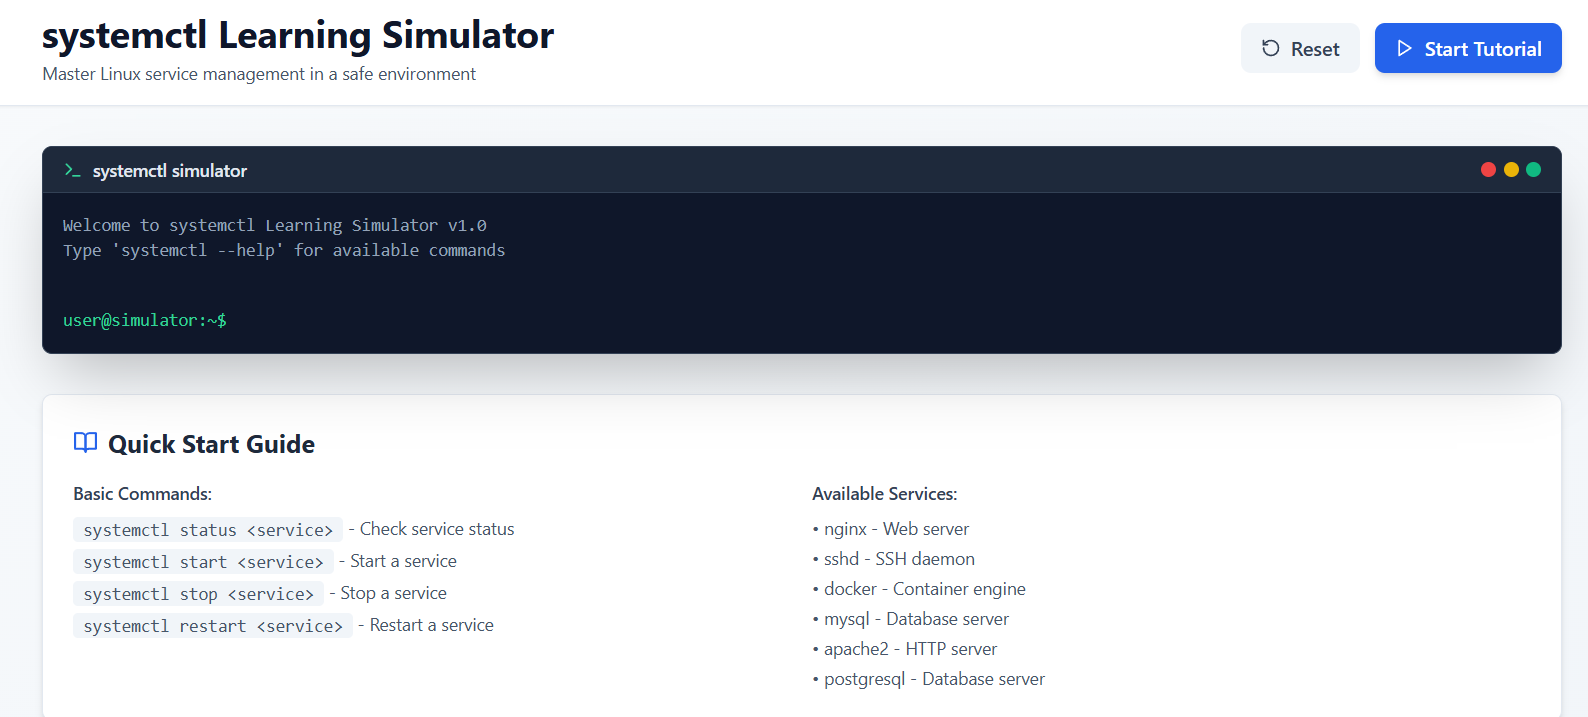 systemctl Learning Simulator
Master Linux service management in a safe environment
Reset
Start Tutorial
>_ systemctl simulator
Welcome to systemctl Learning Simulator v1.0
Type 'systemctl --help' for available commands
user@simulator:~$
Quick Start Guide
Basic Commands:
systemctl status <service> - Check service status
systemctl start <service> - Start a service
systemctl stop <service> - Stop a service
systemctl restart <service> - Restart a service
Available Services:
• nginx - Web server
• sshd - SSH daemon
• docker - Container engine
• mysql - Database server
• apache2 - HTTP server
• postgresql - Database server